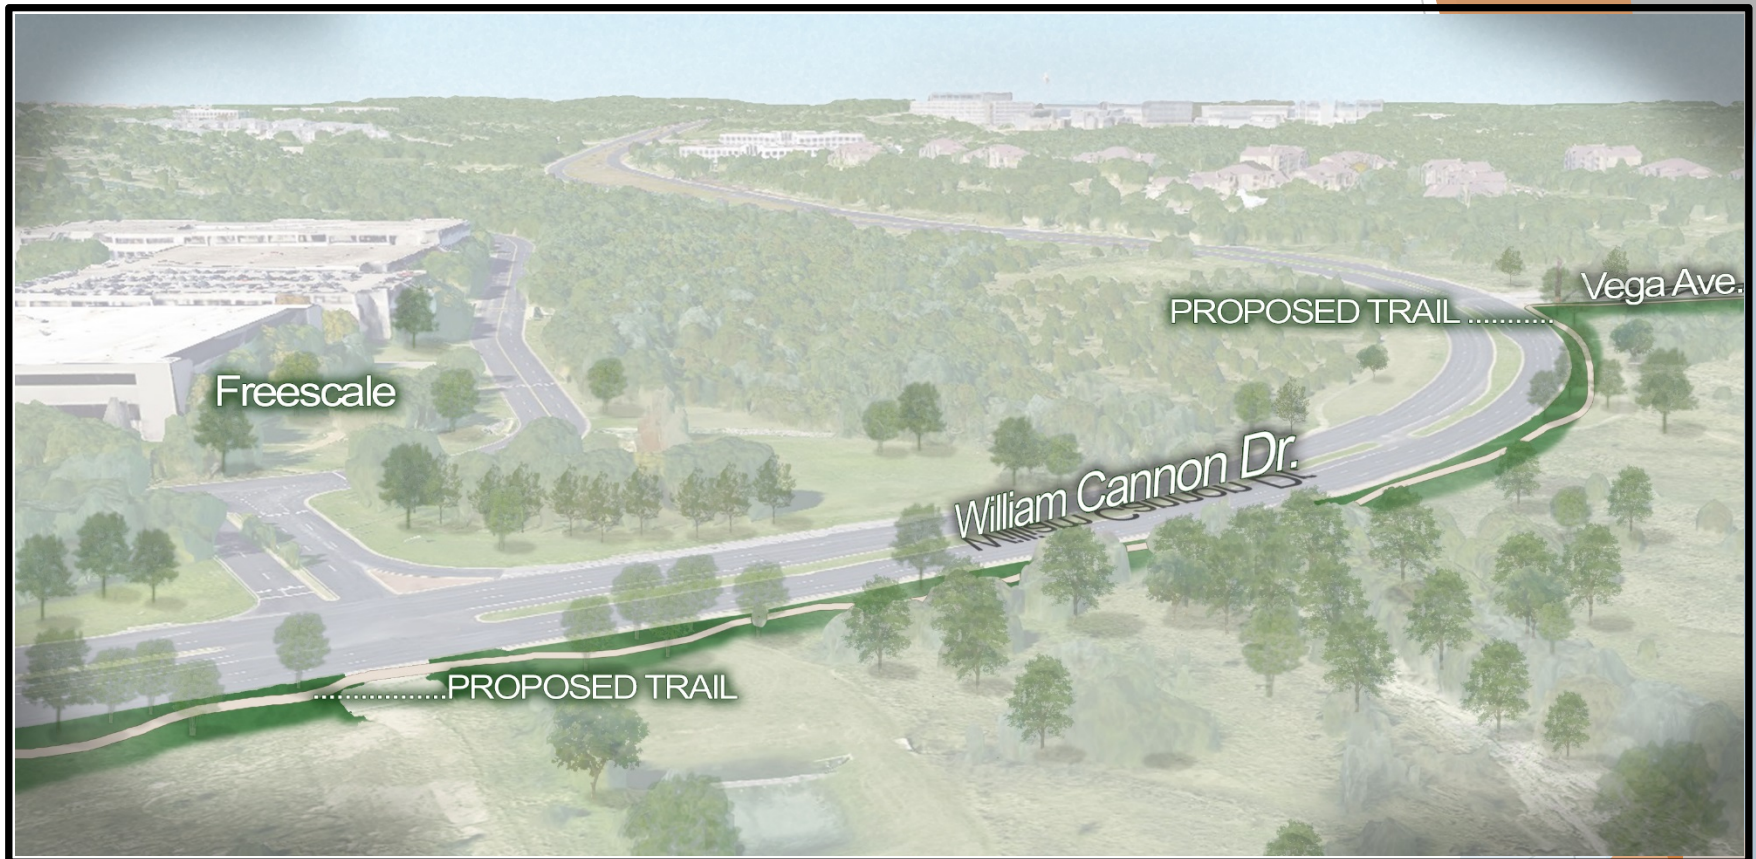 Vega Ave.
PROPOSED TRAIL ...........
Freescale
William Cannon Dr.
.................PROPOSED TRAIL